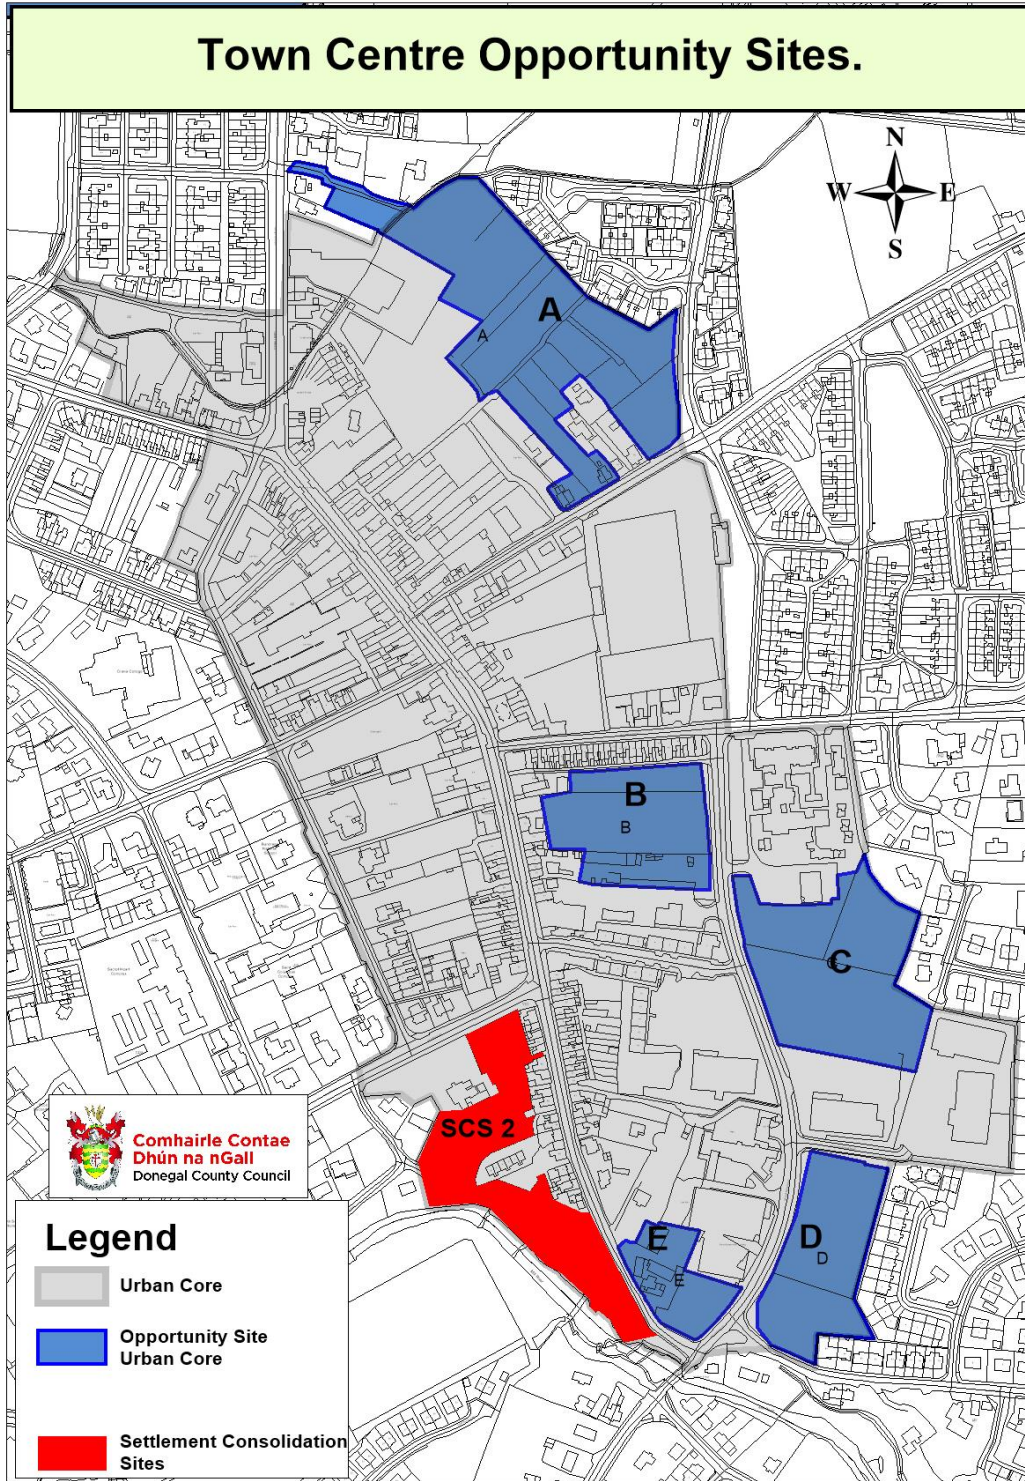 Town Centre Opportunity Sites.
N
W
E
S
A
A
B
B
C
SCS 2
E
E
D
D
Comhairle Contae
Dhún na nGall
Donegal County Council
Legend
Urban Core
Opportunity Site
Urban Core
Settlement Consolidation
Sites